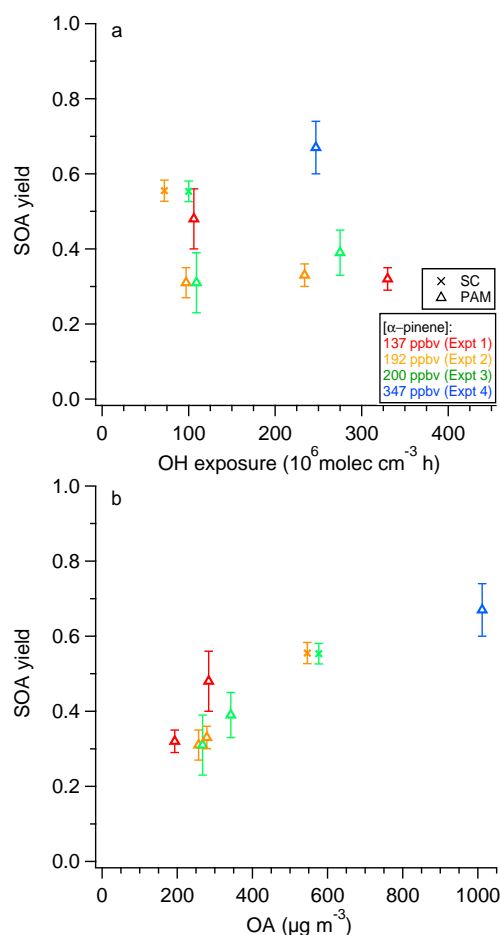 a
1.0
0.8
0.6
0.4
0.2
0.0
SOA yield
SC
PAM
[α−pinene]:
137 ppbv (Expt 1)
192 ppbv (Expt 2)
200 ppbv (Expt 3)
347 ppbv (Expt 4)
0 100 200 300 400
OH exposure (10⁶molec cm⁻³ h)
b
1.0
0.8
0.6
0.4
0.2
0.0
SOA yield
0 200 400 600 800 1000
OA (µg m⁻³)